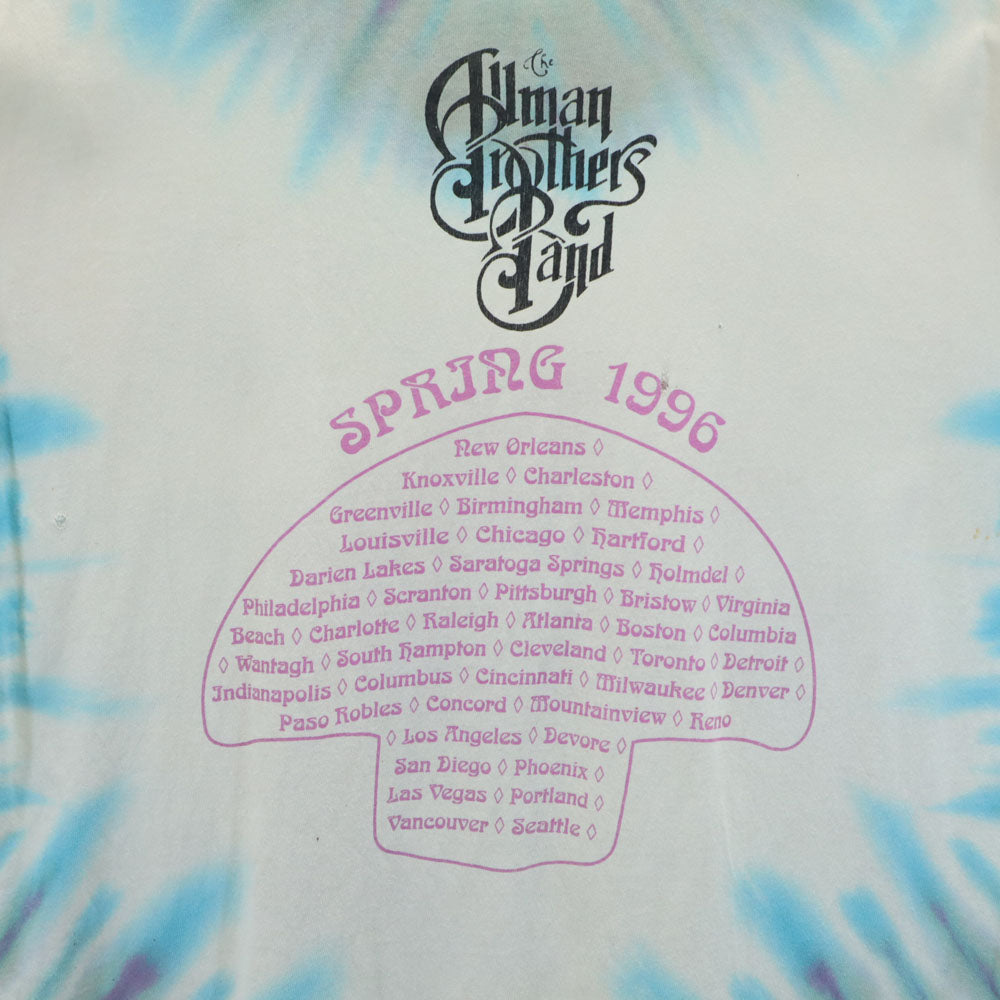 The
Allman
Brothers
Band
SPRING 1996
New Orleans ◊
Knoxville ◊ Charleston ◊
Greenville ◊ Birmingham ◊ Memphis ◊
Louisville ◊ Chicago ◊ Hartford ◊
Darien Lakes ◊ Saratoga Springs ◊ Holmdel ◊
Philadelphia ◊ Scranton ◊ Pittsburgh ◊ Bristow ◊ Virginia
Beach ◊ Charlotte ◊ Raleigh ◊ Atlanta ◊ Boston ◊ Columbia
◊ Wantagh ◊ South Hampton ◊ Cleveland ◊ Toronto ◊ Detroit ◊
Indianapolis ◊ Columbus ◊ Cincinnati ◊ Milwaukee ◊ Denver ◊
Paso Robles ◊ Concord ◊ Mountainview ◊ Reno
◊ Los Angeles ◊ Devore ◊
San Diego ◊ Phoenix ◊
Las Vegas ◊ Portland ◊
Vancouver ◊ Seattle ◊